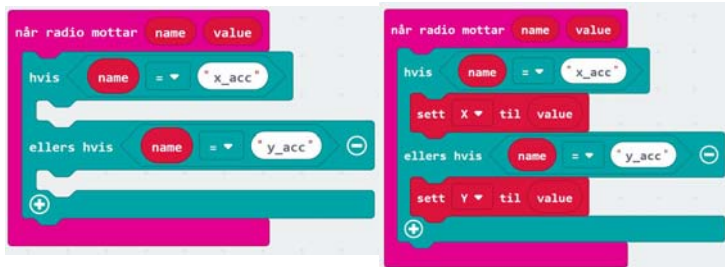 når radio mottar name value
hvis name = "x_acc"
ellers hvis name = "y_acc"
når radio mottar name value
hvis name = "x_acc"
sett X til value
ellers hvis name = "y_acc"
sett Y til value